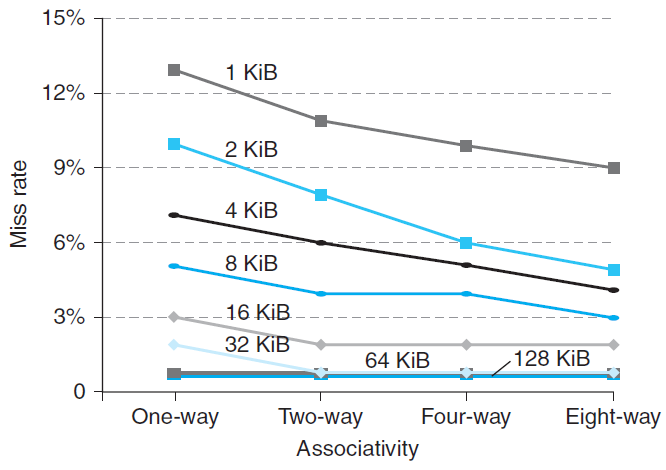 15%
1 KiB
12%
2 KiB
9%
4 KiB
6%
8 KiB
3%
16 KiB
32 KiB
64 KiB
128 KiB
0
Miss rate
One-way
Two-way
Four-way
Eight-way
Associativity